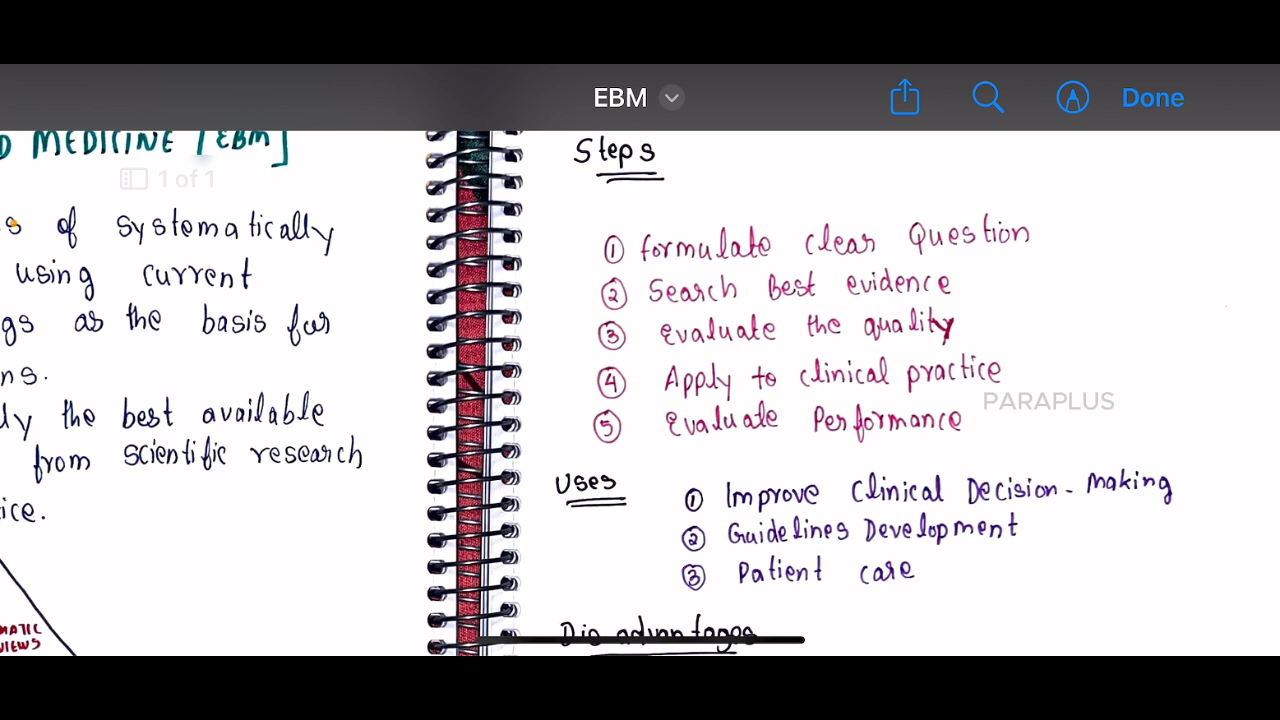 EBM
Done
D MEDICINE [EBM]
1 of 1
s of systematically
using current
gs as the basis for
ns.
ly the best available
from scientific research
ice.
MATIC
VIEWS
Steps
① formulate clear Question
② Search best evidence
③ Evaluate the quality
④ Apply to clinical practice
PARAPLUS
⑤ Evaluate Performance
Uses
① Improve Clinical Decision-Making
② Guidelines Development
③ Patient care
Disadvantages